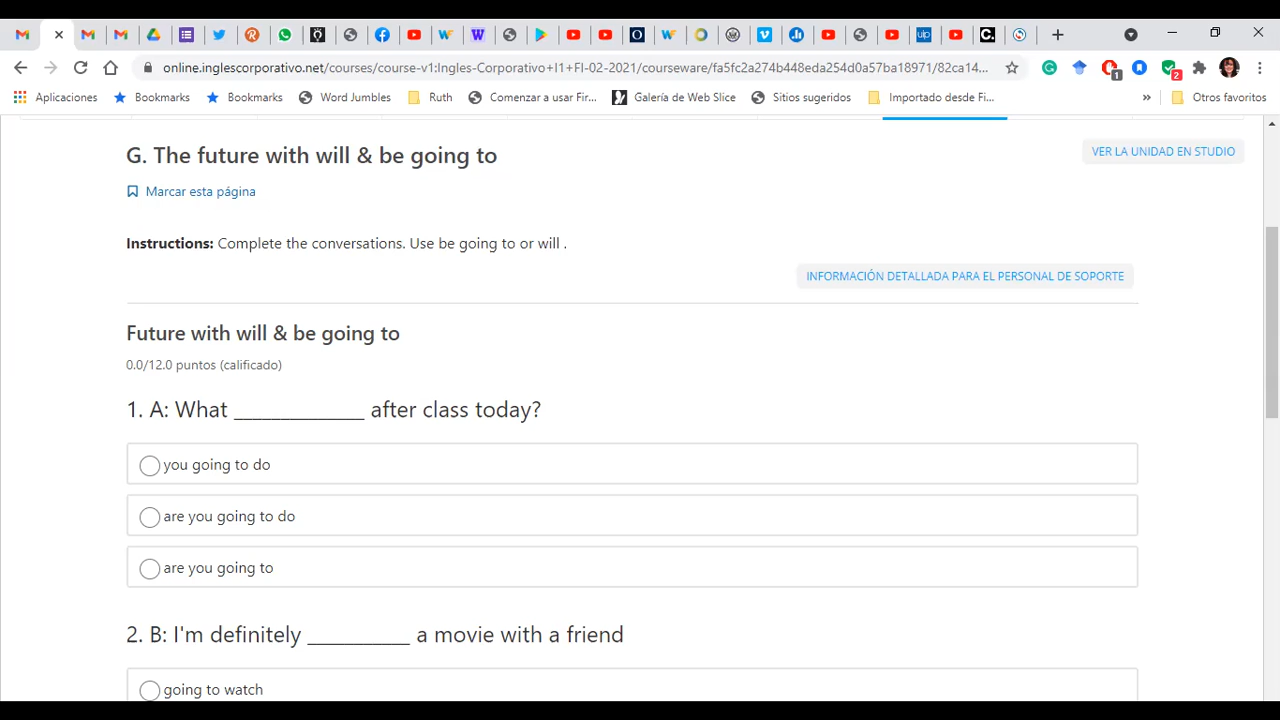 online.inglescorporativo.net/courses/course-v1:Ingles-Corporativo+I1+FI-02-2021/courseware/fa5fc2a274b448eda254d0a57ba18971/82ca14...
1
2
Aplicaciones
Bookmarks
Bookmarks
Word Jumbles
Ruth
Comenzar a usar Fir...
Galería de Web Slice
Sitios sugeridos
Importado desde Fi...
»
Otros favoritos
G. The future with will & be going to
VER LA UNIDAD EN STUDIO
Marcar esta página
Instructions: Complete the conversations. Use be going to or will .
INFORMACIÓN DETALLADA PARA EL PERSONAL DE SOPORTE
Future with will & be going to
0.0/12.0 puntos (calificado)
1. A: What ______________ after class today?
you going to do
are you going to do
are you going to
2. B: I'm definitely ___________ a movie with a friend
going to watch